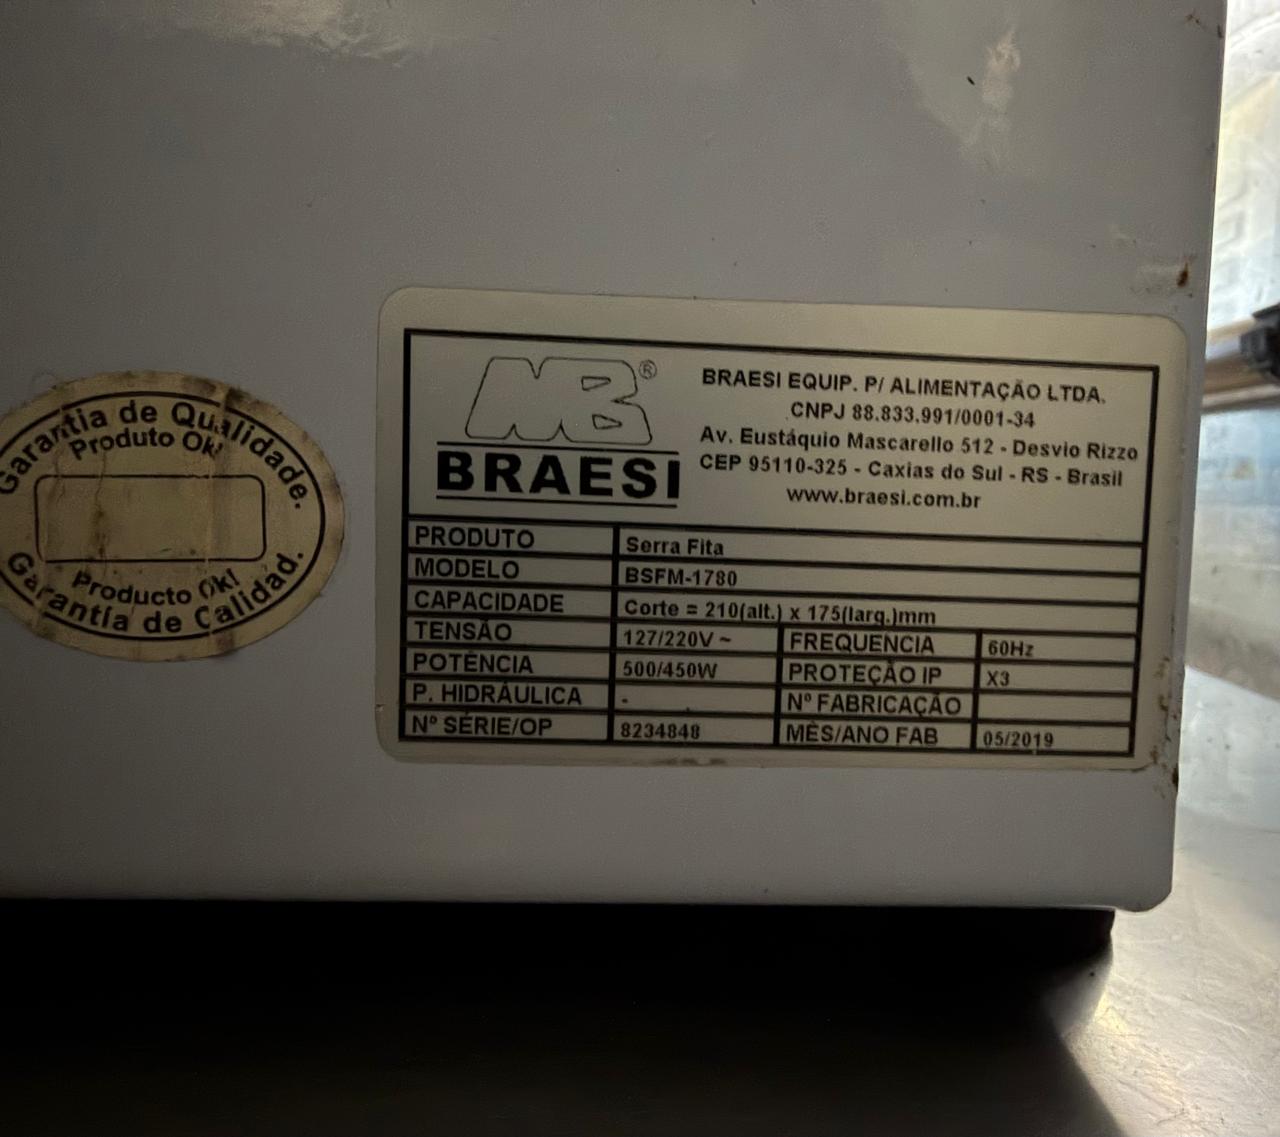 Garantia de Qualidade.
Produto Ok!
Producto Ok!
Garantía de Calidad.
MB®
BRAESI
BRAESI EQUIP. P/ ALIMENTAÇÃO LTDA.
CNPJ 88.833.991/0001-34
Av. Eustáquio Mascarello 512 - Desvio Rizzo
CEP 95110-325 - Caxias do Sul - RS - Brasil
www.braesi.com.br
PRODUTO Serra Fita
MODELO BSFM-1780
CAPACIDADE Corte = 210(alt.) x 175(larg.)mm
TENSÃO 127/220V ~ FREQUÊNCIA 60Hz
POTÊNCIA 500/450W PROTEÇÃO IP X3
P. HIDRÁULICA - Nº FABRICAÇÃO
Nº SÉRIE/OP 8234848 MÊS/ANO FAB 05/2019